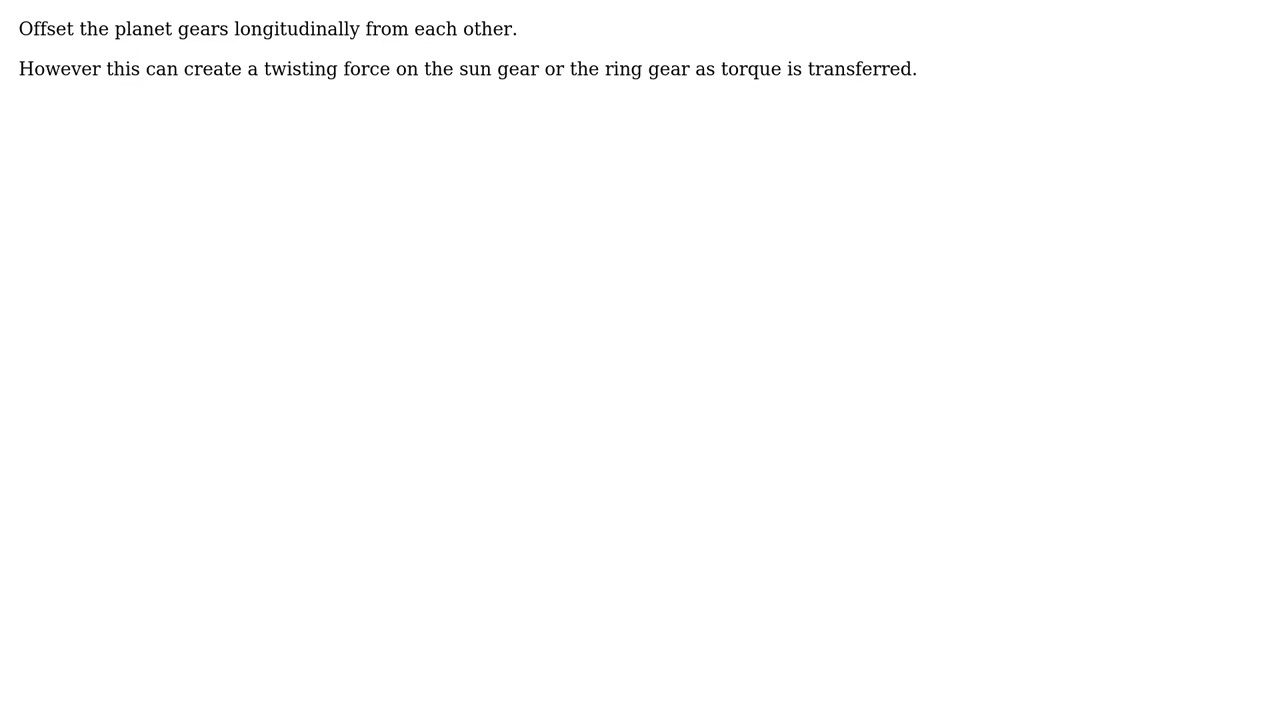 Offset the planet gears longitudinally from each other.
However this can create a twisting force on the sun gear or the ring gear as torque is transferred.